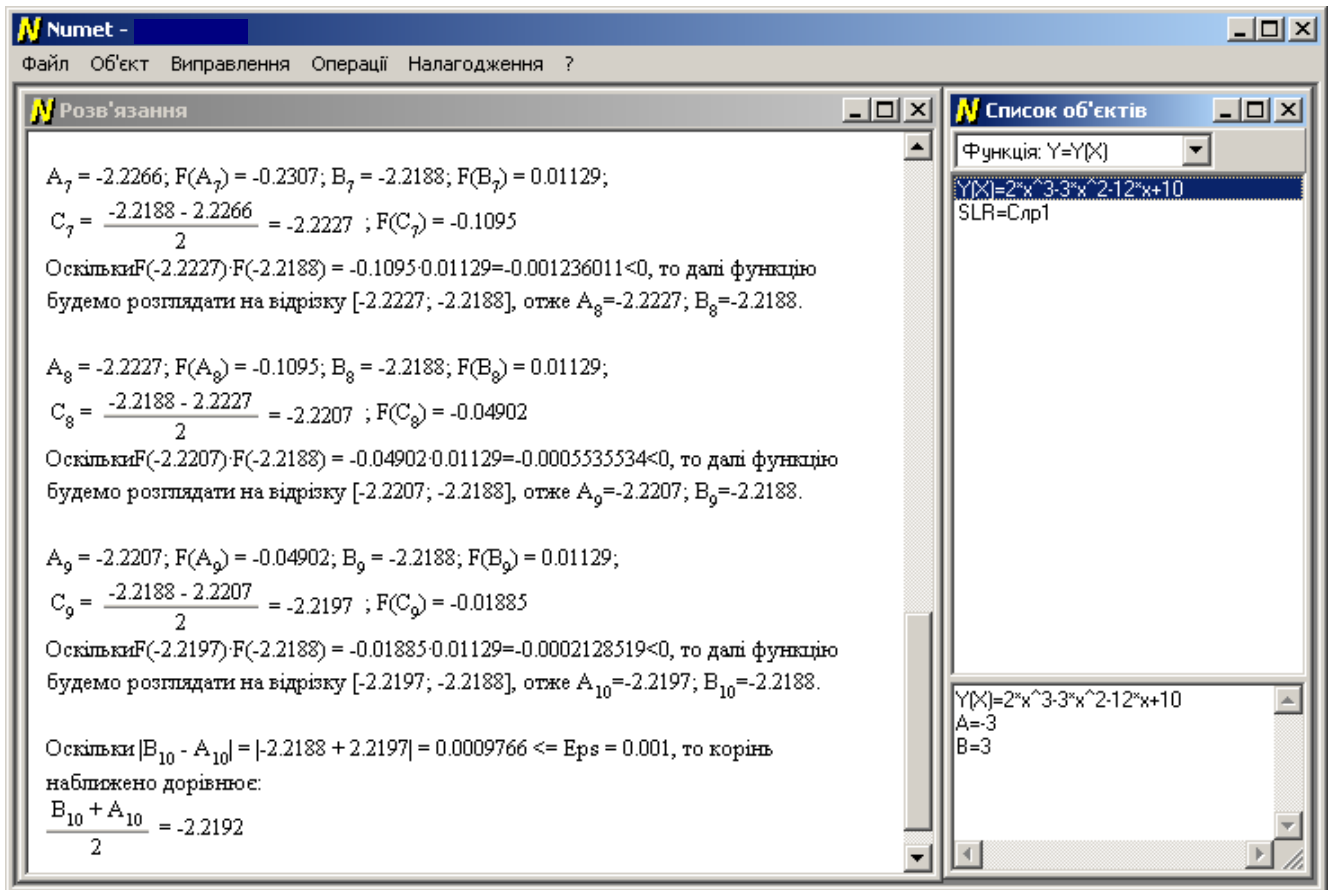 Numet -
Файл Об'єкт Виправлення Операції Налагодження ?
Розв'язання
A7 = -2.2266; F(A7) = -0.2307; B7 = -2.2188; F(B7) = 0.01129;
C7 = (-2.2188 - 2.2266)/2 = -2.2227 ; F(C7) = -0.1095
ОскількиF(-2.2227)·F(-2.2188) = -0.1095·0.01129=-0.001236011<0, то далі функцію
будемо розглядати на відрізку [-2.2227; -2.2188], отже A8=-2.2227; B8=-2.2188.
A8 = -2.2227; F(A8) = -0.1095; B8 = -2.2188; F(B8) = 0.01129;
C8 = (-2.2188 - 2.2227)/2 = -2.2207 ; F(C8) = -0.04902
ОскількиF(-2.2207)·F(-2.2188) = -0.04902·0.01129=-0.0005535534<0, то далі функцію
будемо розглядати на відрізку [-2.2207; -2.2188], отже A9=-2.2207; B9=-2.2188.
A9 = -2.2207; F(A9) = -0.04902; B9 = -2.2188; F(B9) = 0.01129;
C9 = (-2.2188 - 2.2207)/2 = -2.2197 ; F(C9) = -0.01885
ОскількиF(-2.2197)·F(-2.2188) = -0.01885·0.01129=-0.0002128519<0, то далі функцію
будемо розглядати на відрізку [-2.2197; -2.2188], отже A10=-2.2197; B10=-2.2188.
Оскільки |B10 - A10| = |-2.2188 + 2.2197| = 0.0009766 <= Eps = 0.001, то корінь
наближено дорівнює:
(B10 + A10)/2 = -2.2192
Список об'єктів
Функція: Y=Y(X)
Y(X)=2*x^3-3*x^2-12*x+10
SLR=Слр1
Y(X)=2*x^3-3*x^2-12*x+10
A=-3
B=3